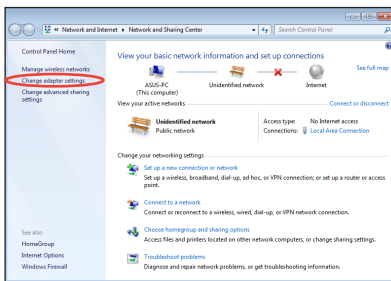 « Network and Internet ▸ Network and Sharing Center
Search Control Panel
Control Panel Home
Manage wireless networks
Change adapter settings
Change advanced sharing
settings
View your basic network information and set up connections
See full map
ASUS-PC
(This computer)
Unidentified network
Internet
View your active networks
Connect or disconnect
Unidentified network
Public network
Access type: No Internet access
Connections: Local Area Connection
Change your networking settings
Set up a new connection or network
Set up a wireless, broadband, dial-up, ad hoc, or VPN connection; or set up a router or access
point.
Connect to a network
Connect or reconnect to a wireless, wired, dial-up, or VPN network connection.
Choose homegroup and sharing options
Access files and printers located on other network computers, or change sharing settings.
Troubleshoot problems
Diagnose and repair network problems, or get troubleshooting information.
See also
HomeGroup
Internet Options
Windows Firewall